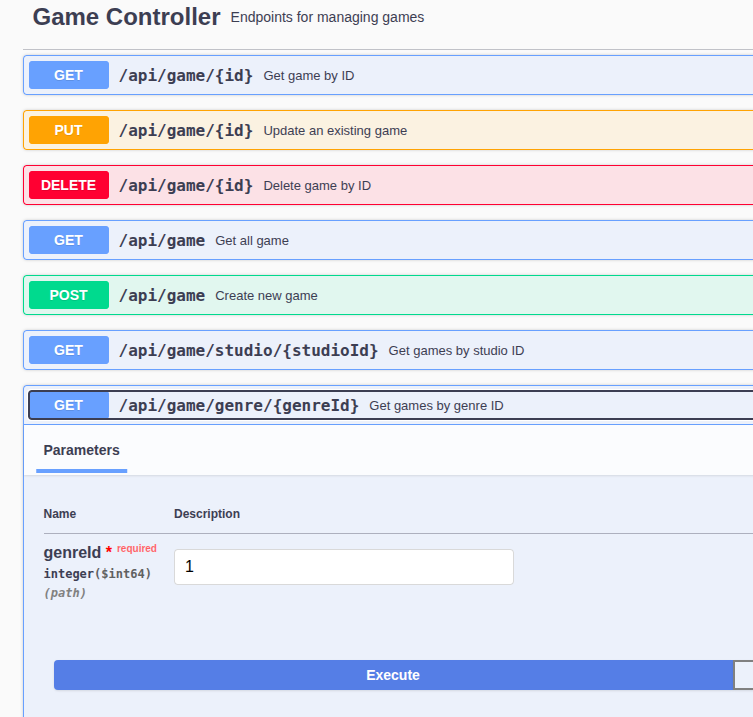 Game Controller Endpoints for managing games
GET /api/game/{id} Get game by ID
PUT /api/game/{id} Update an existing game
DELETE /api/game/{id} Delete game by ID
GET /api/game Get all game
POST /api/game Create new game
GET /api/game/studio/{studioId} Get games by studio ID
GET /api/game/genre/{genreId} Get games by genre ID
Parameters
Name Description
genreId * required
integer($int64)
(path)
1
Execute